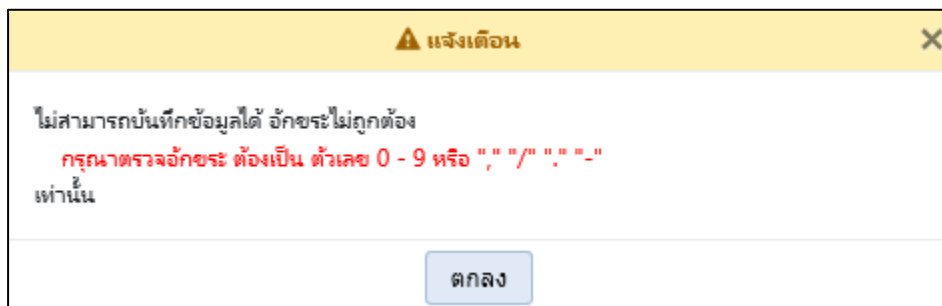 แจ้งเตือน
ไม่สามารถบันทึกข้อมูลได้ อักขระไม่ถูกต้อง
กรุณาตรวจอักขระ ต้องเป็น ตัวเลข 0 - 9 หรือ "," "/" "." "-"
เท่านั้น
ตกลง